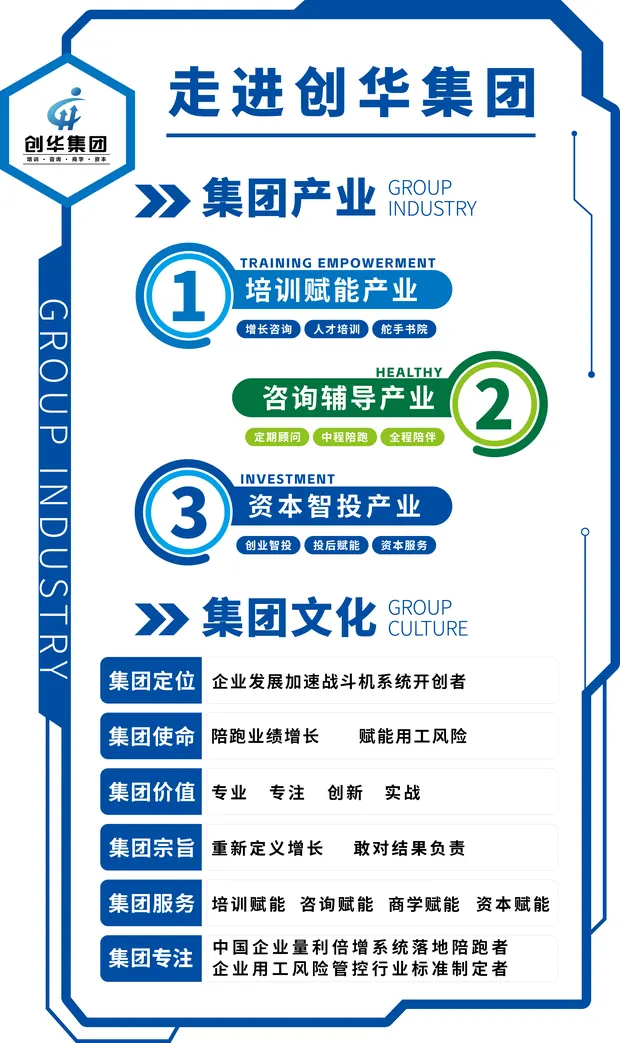 走进创华集团
创华集团
培训·咨询·商学·资本
集团产业
GROUP
INDUSTRY
TRAINING EMPOWERMENT
1
培训赋能产业
增长咨询 人才培训 舵手书院
HEALTHY
咨询辅导产业
2
定期顾问 中程陪跑 全程陪伴
INVESTMENT
3
资本智投产业
创业智投 投后赋能 资本服务
GROUP INDUSTRY
集团文化
GROUP
CULTURE
集团定位 企业发展加速战斗机系统开创者
集团使命 陪跑业绩增长 赋能用工风险
集团价值 专业 专注 创新 实战
集团宗旨 重新定义增长 敢对结果负责
集团服务 培训赋能 咨询赋能 商学赋能 资本赋能
集团专注 中国企业量利倍增系统落地陪跑者
企业用工风险管控行业标准制定者